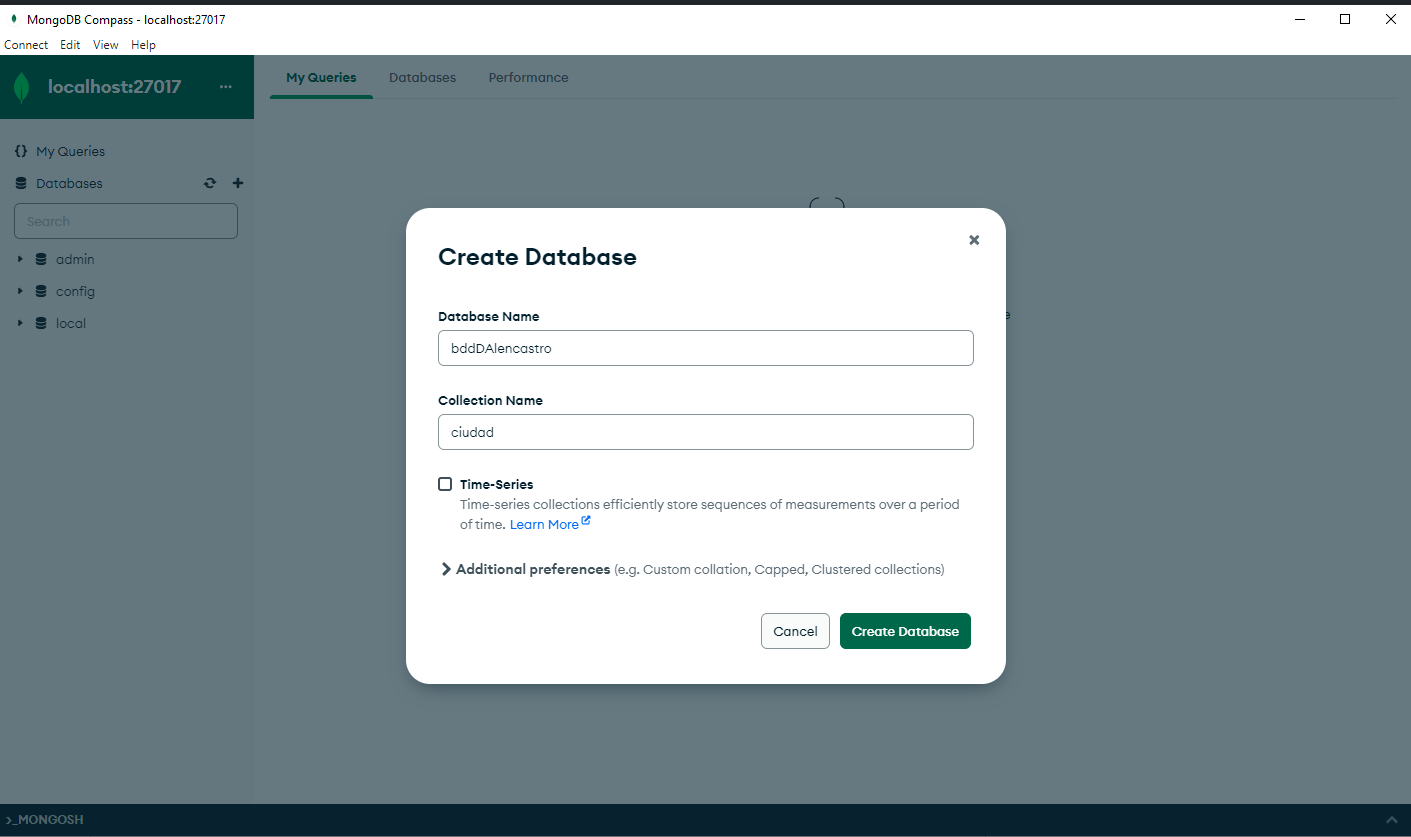 MongoDB Compass - localhost:27017
Connect Edit View Help
localhost:27017 ...
My Queries Databases Performance
{} My Queries
Databases
Search
admin
config
local
Create Database
Database Name
bddDAlencastro
Collection Name
ciudad
Time-Series
Time-series collections efficiently store sequences of measurements over a period
of time. Learn More
Additional preferences (e.g. Custom collation, Capped, Clustered collections)
Cancel Create Database
>_MONGOSH